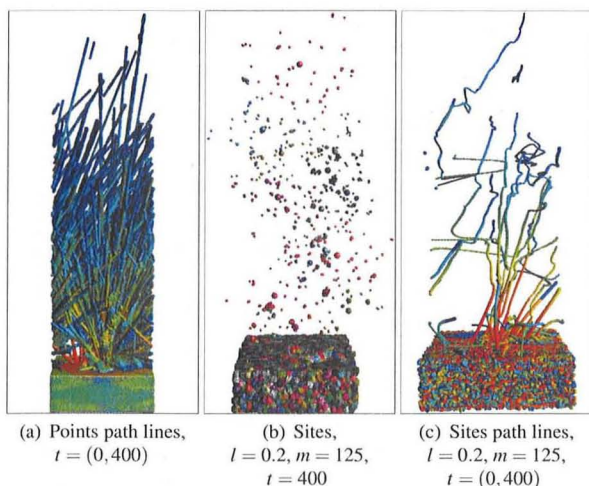 (a) Points path lines,
t = (0,400)
(b) Sites,
l = 0.2, m = 125,
t = 400
(c) Sites path lines,
l = 0.2, m = 125,
t = (0,400)